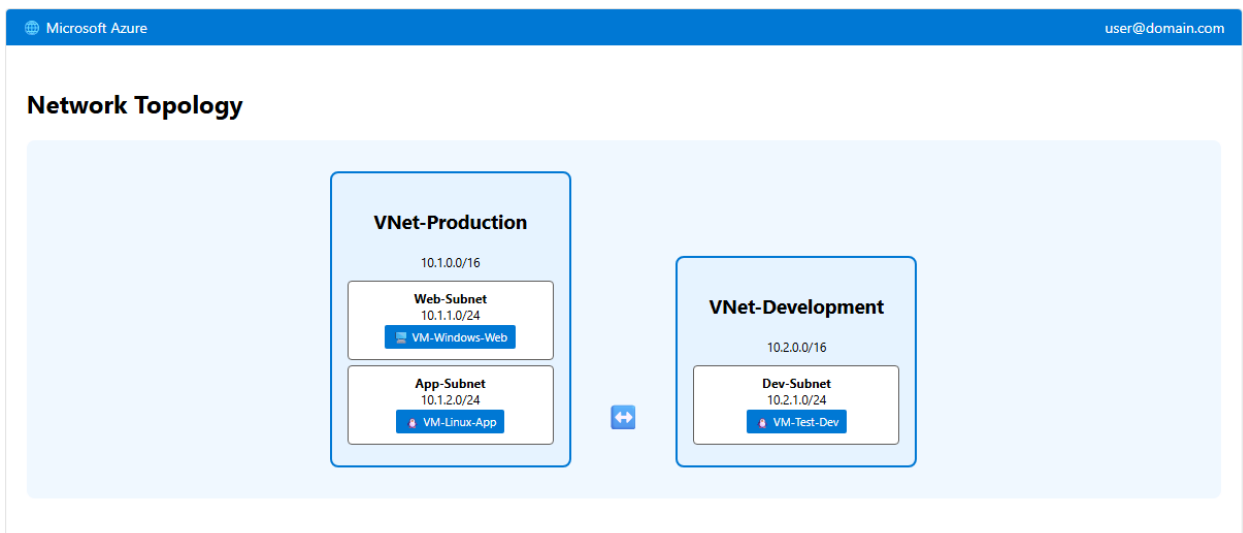 Microsoft Azure
user@domain.com
Network Topology
VNet-Production
10.1.0.0/16
Web-Subnet
10.1.1.0/24
VM-Windows-Web
App-Subnet
10.1.2.0/24
VM-Linux-App
VNet-Development
10.2.0.0/16
Dev-Subnet
10.2.1.0/24
VM-Test-Dev